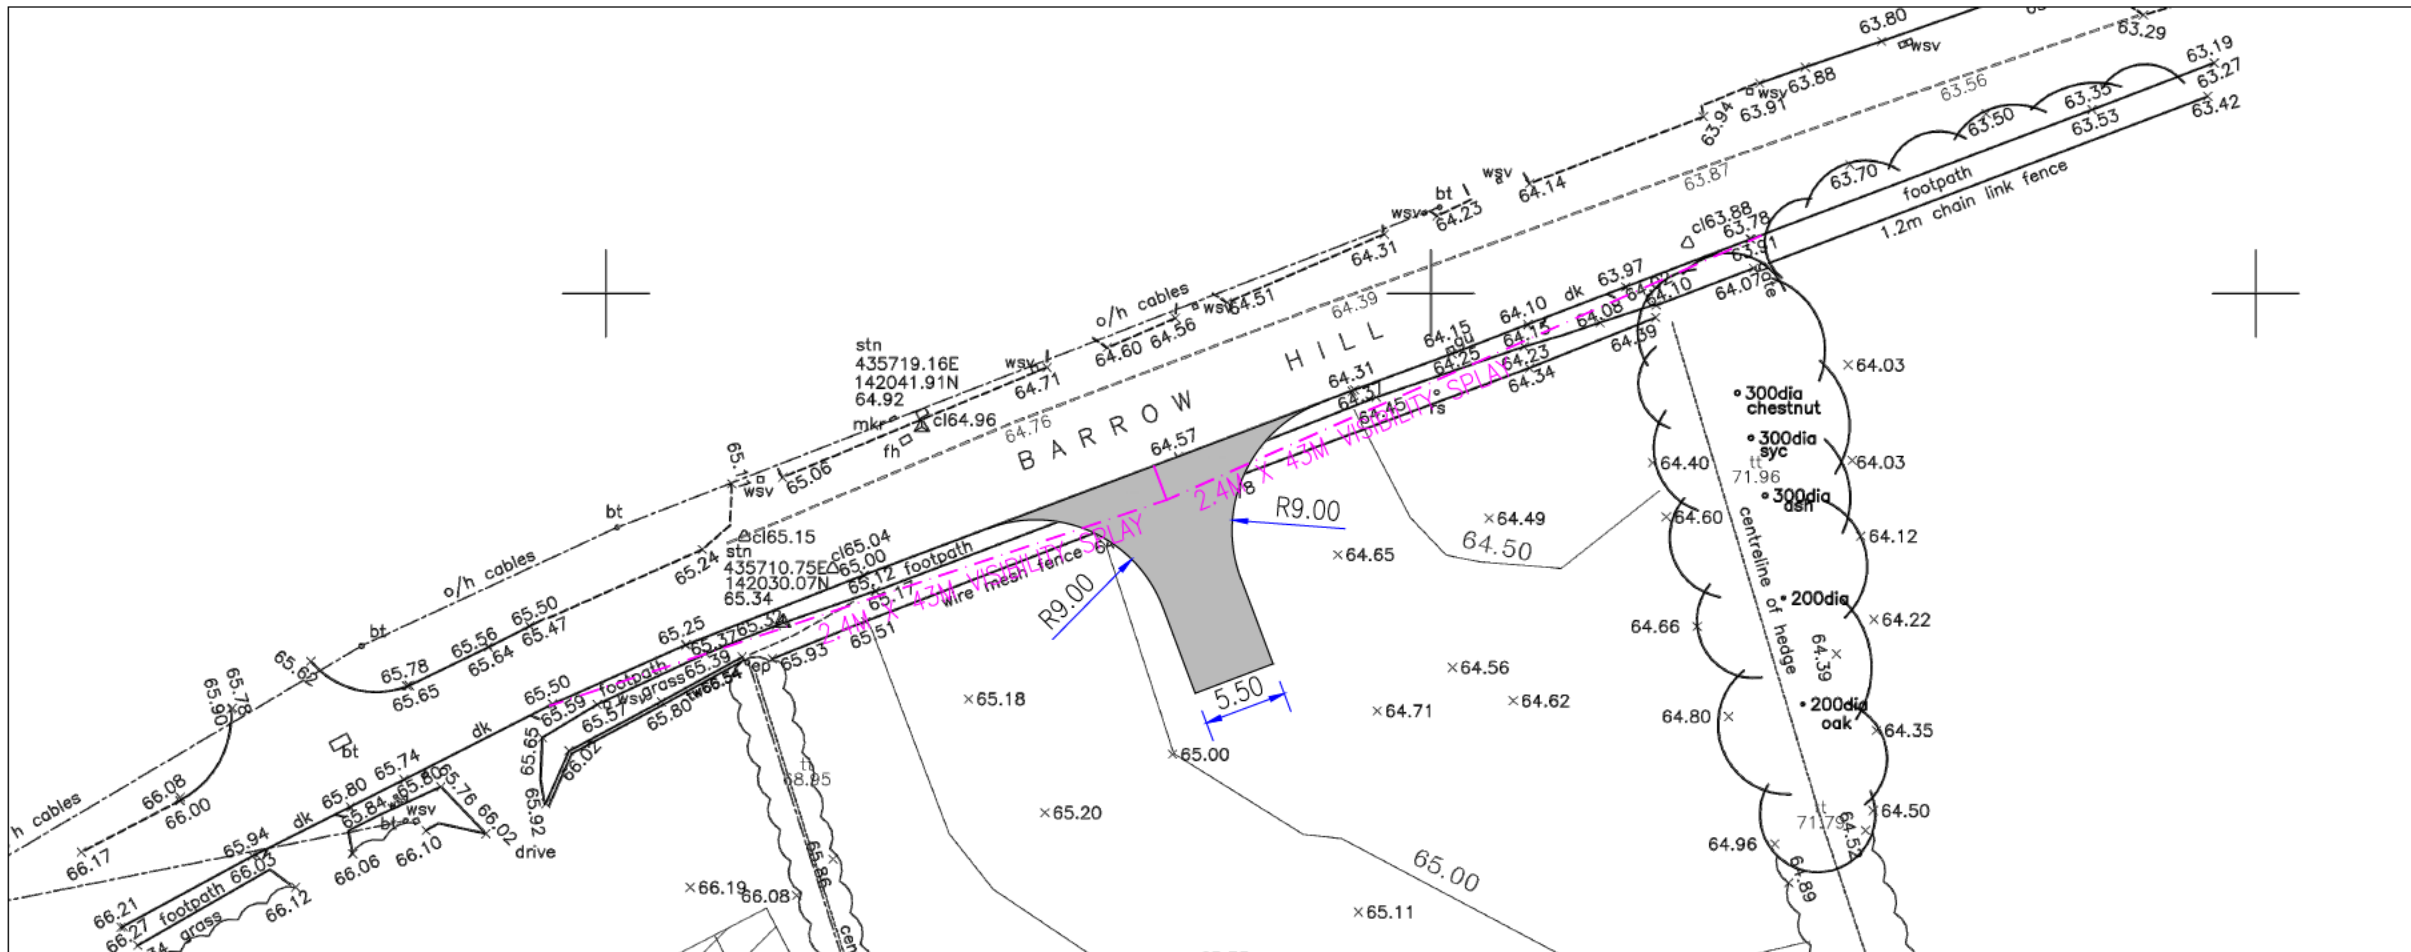 63.80
wsv
63.29
63.19
63.27
63.42
63.88
wsv
63.91
63.94
63.56
63.35
63.53
63.50
63.70
footpath
1.2m chain link fence
wsv
64.14
bt
wsv
64.23
63.87
64.31
cl63.88
63.78
63.91
gate
64.07
o/h cables
wsv
64.51
64.56
64.60
64.39
63.97
64.10
dk
64.10
64.08
64.39
64.15
gu
64.25
64.15
64.23
64.34
rs
stn
435719.16E
142041.91N
64.92
mkr
cl64.96
fh
wsv
64.71
64.76
BARROW HILL
64.31
64.37
64.45
64.57
2.4M X 43M VISIBILITY SPLAY
64.03
300dia
chestnut
300dia
syc
tt
71.96
300dia
ash
64.03
64.40
64.60
64.12
centreline of hedge
200dia
64.22
64.66
64.39
200dia
oak
64.80
64.35
tt
71.79
64.50
64.52
64.96
64.89
wsv
65.06
bt
cl65.15
stn
435710.75E
142030.07N
65.34
cl65.04
65.00
65.12
footpath
65.17
2.4M X 43M VISIBILITY SPLAY
wire mesh fence
65.51
65.24
o/h cables
R9.00
R9.00
5.50
64.49
64.65
64.50
64.56
64.71
64.62
65.00
65.18
65.20
65.00
65.11
bt
65.50
65.47
65.56
65.64
65.78
65.65
65.62
65.78
65.90
65.25
65.37
65.39
65.93
ep
footpath
grass
wsv
tw66.54
65.80
65.57
65.50
65.59
65.65
66.02
65.92
tt
68.95
65.86
66.19
66.08
bt
dk
65.74
65.80
65.76
65.80
65.84
wsv
bt
66.02
drive
66.10
66.06
66.08
66.00
h cables
66.17
dk
65.94
66.03
66.12
66.21
66.27
footpath
grass